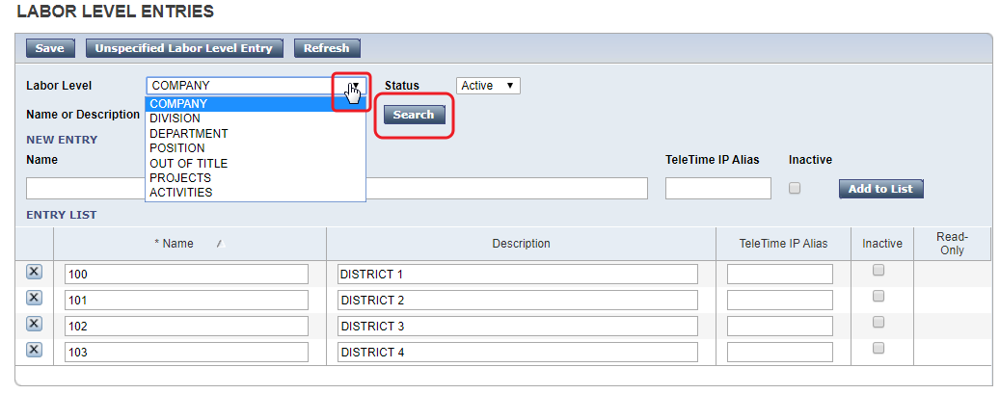 LABOR LEVEL ENTRIES
Save Unspecified Labor Level Entry Refresh
Labor Level COMPANY Status Active
COMPANY
DIVISION
DEPARTMENT
POSITION
OUT OF TITLE
PROJECTS
ACTIVITIES
Name or Description Search
NEW ENTRY
Name TeleTime IP Alias Inactive
Add to List
ENTRY LIST
* Name Description TeleTime IP Alias Inactive Read-
Only
100 DISTRICT 1
101 DISTRICT 2
102 DISTRICT 3
103 DISTRICT 4